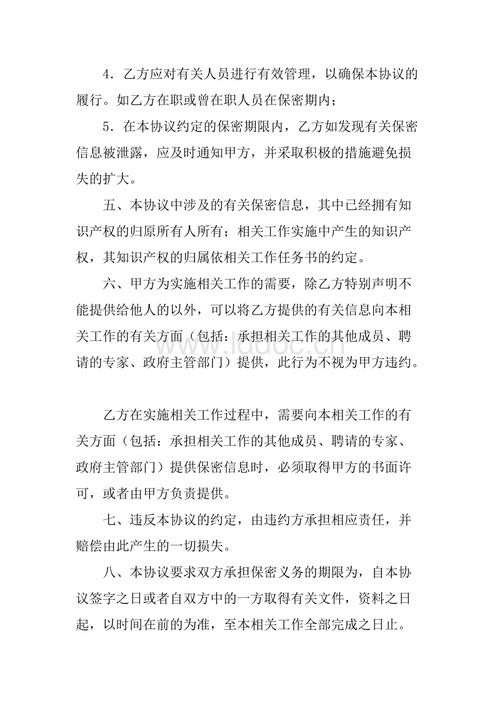 4．乙方应对有关人员进行有效管理，以确保本协议的
履行。如乙方在职或曾在职人员在保密期内；
5．在本协议约定的保密期限内，乙方如发现有关保密
信息被泄露，应及时通知甲方，并采取积极的措施避免损
失的扩大。
五、本协议中涉及的有关保密信息，其中已经拥有知
识产权的归原所有人所有；相关工作实施中产生的知识产
权，其知识产权的归属依相关工作任务书的约定。
六、甲方为实施相关工作的需要，除乙方特别声明不
能提供给他人的以外，可以将乙方提供的有关信息向本相
关工作的有关方面（包括：承担相关工作的其他成员、聘
请的专家、政府主管部门）提供，此行为不视为甲方违约。
www.lddoc.cn
乙方在实施相关工作过程中，需要向本相关工作的有
关方面（包括：承担相关工作的其他成员、聘请的专家、
政府主管部门）提供保密信息时，必须取得甲方的书面许
可，或者由甲方负责提供。
七、违反本协议的约定，由违约方承担相应责任，并
赔偿由此产生的一切损失。
八、本协议要求双方承担保密义务的期限为，自本协
议签字之日或者自双方中的一方取得有关文件，资料之日
起，以时间在前的为准，至本相关工作全部完成之日止。